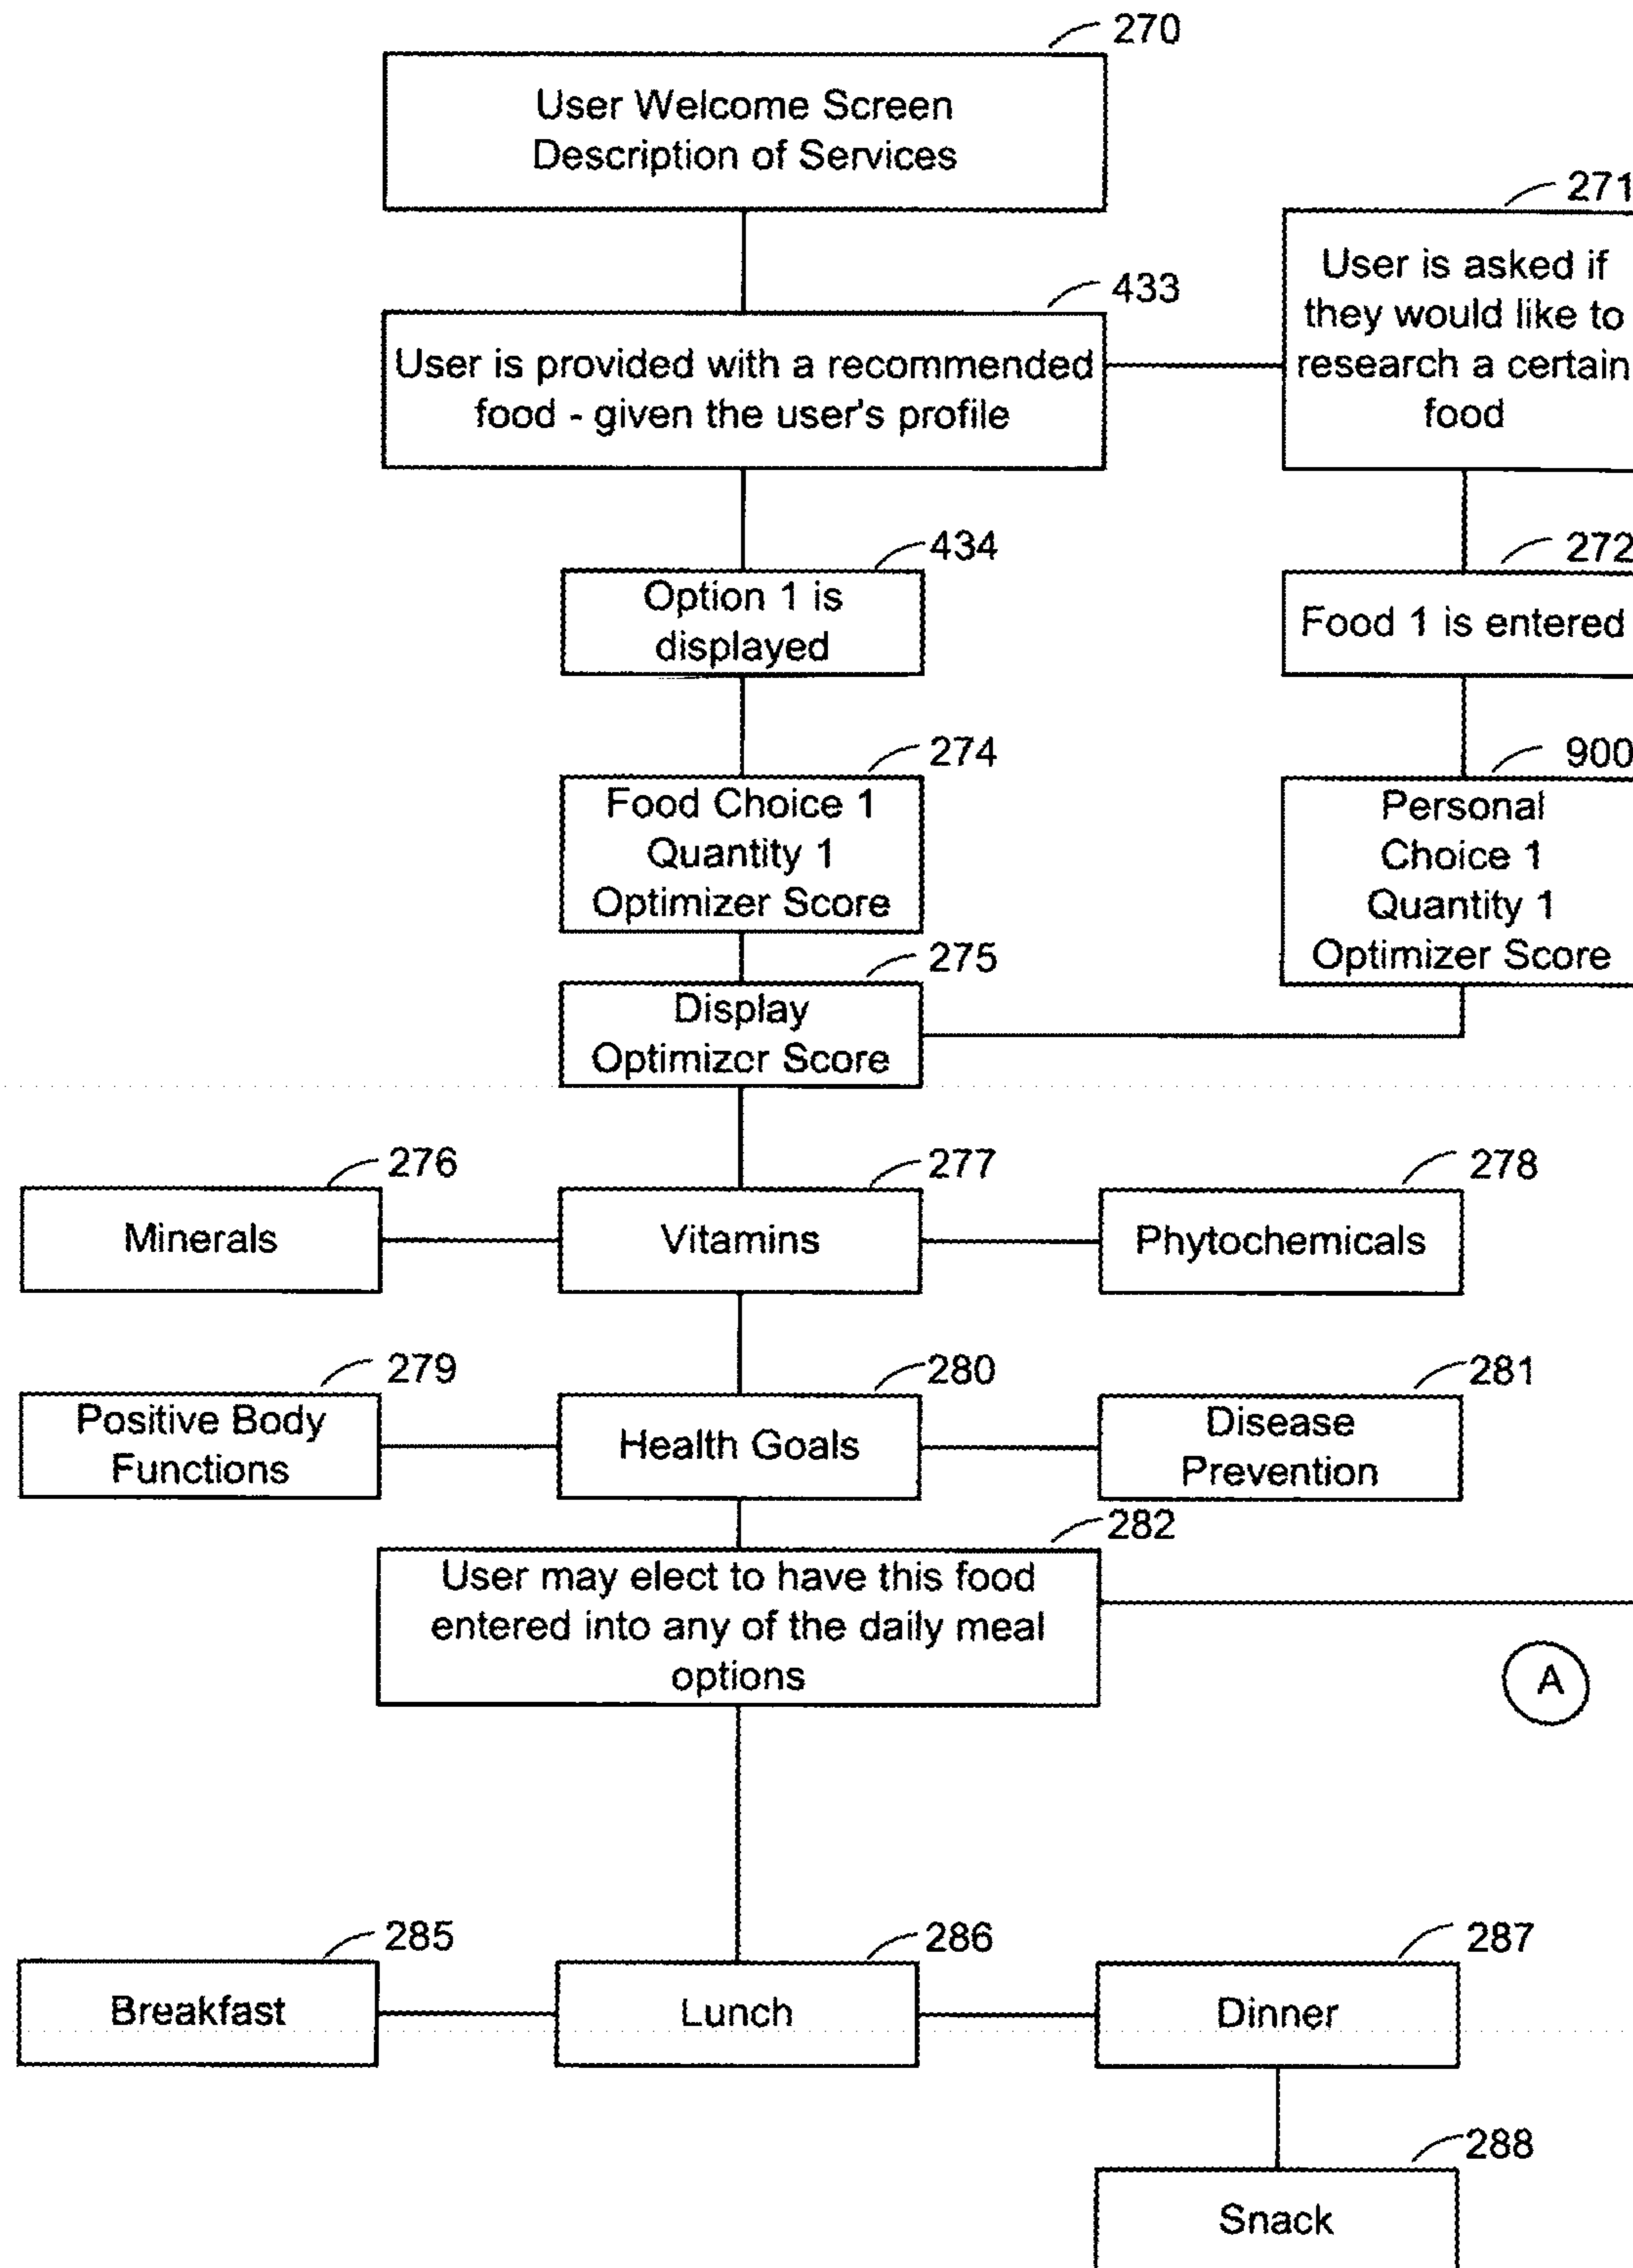 270
User Welcome Screen
Description of Services
271
User is asked if
they would like to
research a certain
food
433
User is provided with a recommended
food - given the user's profile
434
Option 1 is
displayed
272
Food 1 is entered
274
Food Choice 1
Quantity 1
Optimizer Score
900
Personal
Choice 1
Quantity 1
Optimizer Score
275
Display
Optimizer Score
276
Minerals
277
Vitamins
278
Phytochemicals
279
Positive Body
Functions
280
Health Goals
281
Disease
Prevention
282
User may elect to have this food
entered into any of the daily meal
options
A
285
Breakfast
286
Lunch
287
Dinner
288
Snack